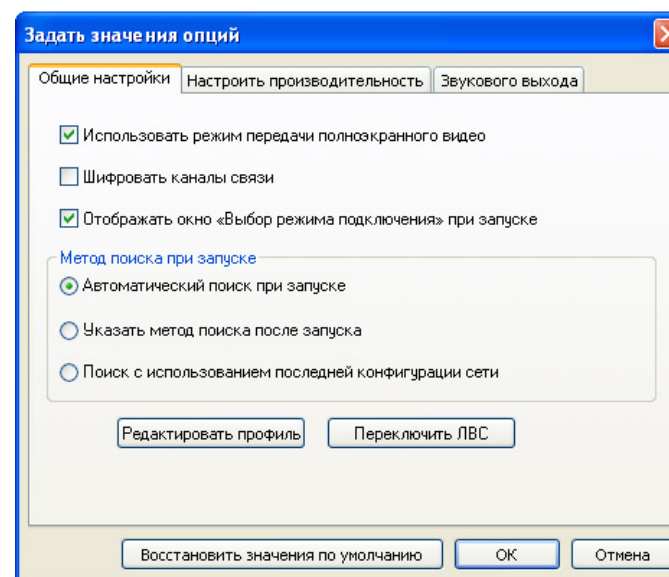 Задать значения опций
Общие настройки Настроить производительность Звукового выхода
Использовать режим передачи полноэкранного видео
Шифровать каналы связи
Отображать окно «Выбор режима подключения» при запуске
Метод поиска при запуске
Автоматический поиск при запуске
Указать метод поиска после запуска
Поиск с использованием последней конфигурации сети
Редактировать профиль Переключить ЛВС
Восстановить значения по умолчанию OK Отмена